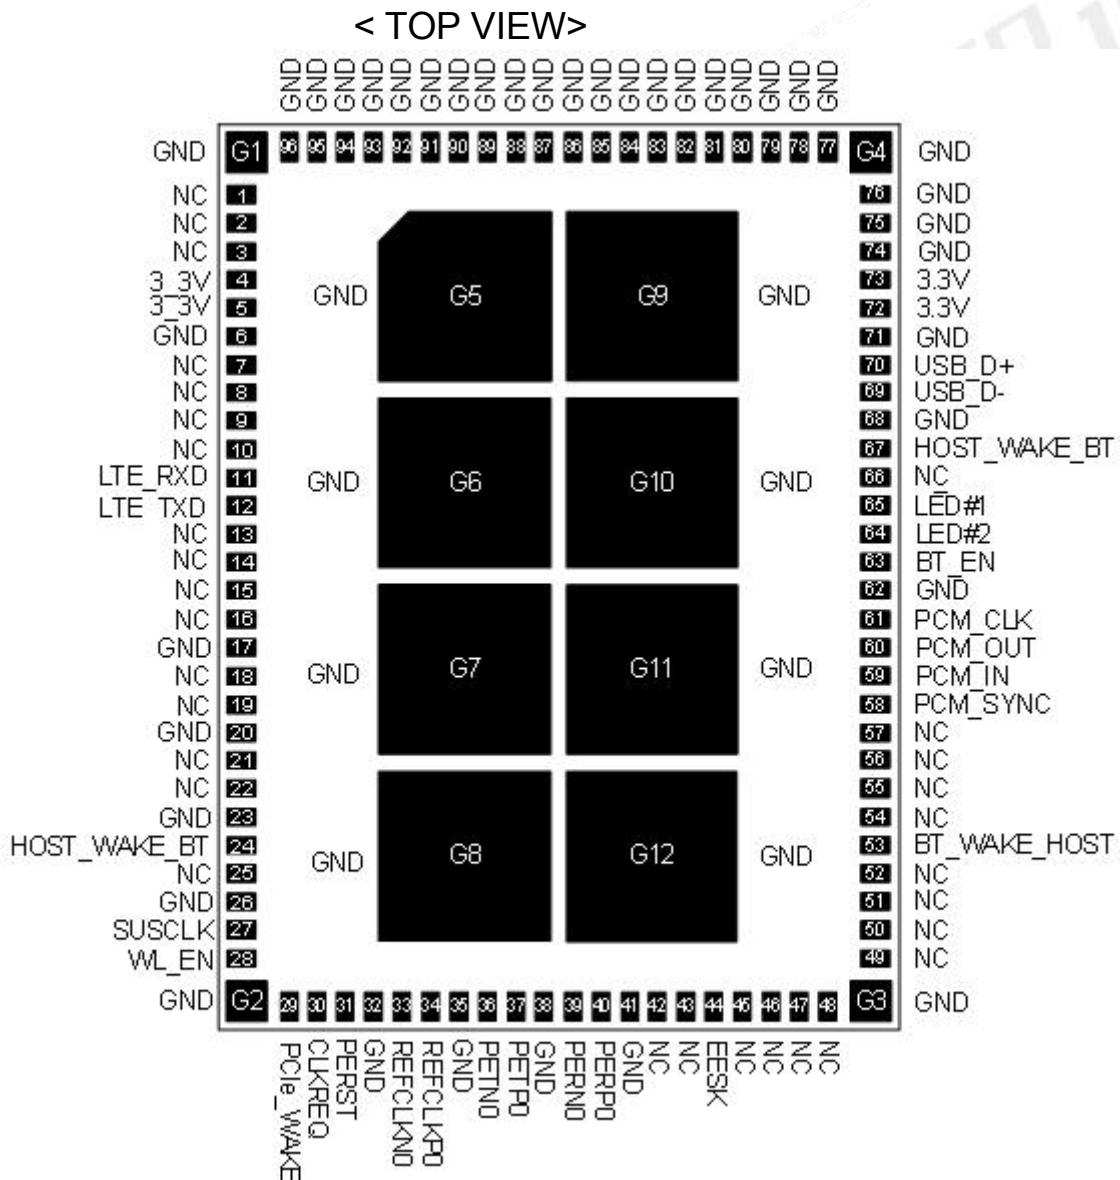 < TOP VIEW>
GND GND GND GND GND GND GND GND GND GND GND GND GND GND GND GND GND GND GND GND
GND G1 96 95 94 93 92 91 90 89 88 87 86 85 84 83 82 81 80 79 78 77 G4 GND
NC 1 76 GND
NC 2 75 GND
NC 3 74 GND
3_3V 4 73 3.3V
GND G5 G9 GND
3_3V 5 72 3.3V
GND 6 71 GND
NC 7 70 USB_D+
NC 8 69 USB_D-
NC 9 68 GND
NC 10 67 HOST_WAKE_BT
LTE_RXD 11 66 NC
GND G6 G10 GND
LTE_TXD 12 65 LED#1
NC 13 64 LED#2
NC 14 63 BT_EN
NC 15 62 GND
NC 16 61 PCM_CLK
GND 17 60 PCM_OUT
NC 18 GND G7 G11 GND 59 PCM_IN
NC 19 58 PCM_SYNC
GND 20 57 NC
NC 21 56 NC
NC 22 55 NC
GND 23 54 NC
HOST_WAKE_BT 24 53 BT_WAKE_HOST
GND G8 G12 GND
NC 25 52 NC
GND 26 51 NC
SUSCLK 27 50 NC
WL_EN 28 49 NC
GND G2 29 30 31 32 33 34 35 36 37 38 39 40 41 42 43 44 45 46 47 48 G3 GND
PCIe_WAKE CLKREQ PERST GND REFCLKN0 REFCLKP0 GND PETN0 PETP0 GND PERN0 PERP0 GND NC NC EESK NC NC NC NC